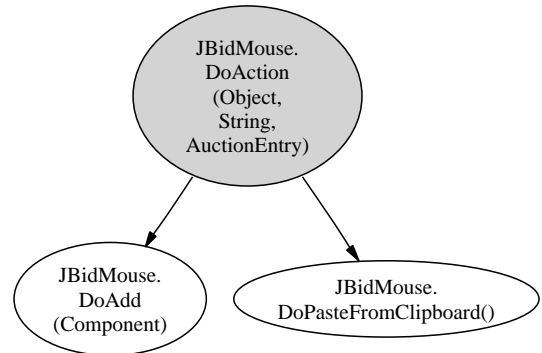 JBidMouse.
DoAction
(Object,
String,
AuctionEntry)
JBidMouse.
DoAdd
(Component)
JBidMouse.
DoPasteFromClipboard()